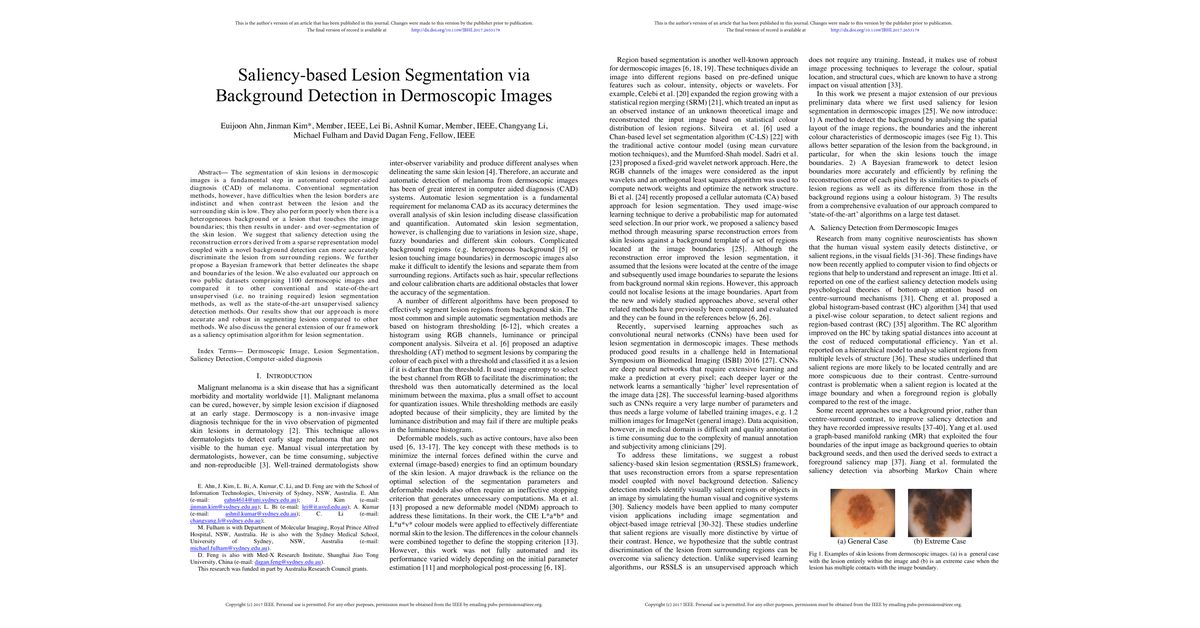 This is the author's version of an article that has been published in this journal. Changes were made to this version by the publisher prior to publication.
The final version of record is available at http://dx.doi.org/10.1109/JBHI.2017.2653179
Saliency-based Lesion Segmentation via
Background Detection in Dermoscopic Images
Euijoon Ahn, Jinman Kim*, Member, IEEE, Lei Bi, Ashnil Kumar, Member, IEEE, Changyang Li,
Michael Fulham and David Dagan Feng, Fellow, IEEE
Abstract— The segmentation of skin lesions in dermoscopic
images is a fundamental step in automated computer-aided
diagnosis (CAD) of melanoma. Conventional segmentation
methods, however, have difficulties when the lesion borders are
indistinct and when contrast between the lesion and the
surrounding skin is low. They also perform poorly when there is a
heterogeneous background or a lesion that touches the image
boundaries; this then results in under- and over-segmentation of
the skin lesion. We suggest that saliency detection using the
reconstruction errors derived from a sparse representation model
coupled with a novel background detection can more accurately
discriminate the lesion from surrounding regions. We further
propose a Bayesian framework that better delineates the shape
and boundaries of the lesion. We also evaluated our approach on
two public datasets comprising 1100 dermoscopic images and
compared it to other conventional and state-of-the-art
unsupervised (i.e. no training required) lesion segmentation
methods, as well as the state-of-the-art unsupervised saliency
detection methods. Our results show that our approach is more
accurate and robust in segmenting lesions compared to other
methods. We also discuss the general extension of our framework
as a saliency optimisation algorithm for lesion segmentation.
Index Terms— Dermoscopic Image, Lesion Segmentation,
Saliency Detection, Computer-aided diagnosis
I. INTRODUCTION
Malignant melanoma is a skin disease that has a significant
morbidity and mortality worldwide [1]. Malignant melanoma
can be cured, however, by simple lesion excision if diagnosed
at an early stage. Dermoscopy is a non-invasive image
diagnosis technique for the in vivo observation of pigmented
skin lesions in dermatology [2]. This technique allows
dermatologists to detect early stage melanoma that are not
visible to the human eye. Manual visual interpretation by
dermatologists, however, can be time consuming, subjective
and non-reproducible [3]. Well-trained dermatologists show
E. Ahn, J. Kim, L. Bi, A. Kumar, C. Li, and D. Feng are with the School of
Information Technologies, University of Sydney, NSW, Australia. E. Ahn
(e-mail: eahn4614@uni.sydney.edu.au); J. Kim (e-mail:
jinman.kim@sydney.edu.au); L. Bi (e-mail: lei@it.usyd.edu.au); A. Kumar
(e-mail: ashnil.kumar@sydney.edu.au); C. Li (e-mail:
changyang.li@sydney.edu.au).
M. Fulham is with Department of Molecular Imaging, Royal Prince Alfred
Hospital, NSW, Australia. He is also with the Sydney Medical School,
University of Sydney, NSW, Australia (e-mail:
michael.fulham@sydney.edu.au).
D. Feng is also with Med-X Research Institute, Shanghai Jiao Tong
University, China (e-mail: dagan.feng@sydney.edu.au).
This research was funded in part by Australia Research Council grants.
inter-observer variability and produce different analyses when
delineating the same skin lesion [4]. Therefore, an accurate and
automatic detection of melanoma from dermoscopic images
has been of great interest in computer aided diagnosis (CAD)
systems. Automatic lesion segmentation is a fundamental
requirement for melanoma CAD as its accuracy determines the
overall analysis of skin lesion including disease classification
and quantification. Automated skin lesion segmentation,
however, is challenging due to variations in lesion size, shape,
fuzzy boundaries and different skin colours. Complicated
background regions (e.g. heterogeneous background [5] or
lesion touching image boundaries) in dermoscopic images also
make it difficult to identify the lesions and separate them from
surrounding regions. Artifacts such as hair, specular reflections
and colour calibration charts are additional obstacles that lower
the accuracy of the segmentation.
A number of different algorithms have been proposed to
effectively segment lesion regions from background skin. The
most common and simple automatic segmentation methods are
based on histogram thresholding [6-12], which creates a
histogram using RGB channels, luminance or principal
component analysis. Silveira et al. [6] proposed an adaptive
thresholding (AT) method to segment lesions by comparing the
colour of each pixel with a threshold and classified it as a lesion
if it is darker than the threshold. It used image entropy to select
the best channel from RGB to facilitate the discrimination; the
threshold was then automatically determined as the local
minimum between the maxima, plus a small offset to account
for quantization issues. While thresholding methods are easily
adopted because of their simplicity, they are limited by the
luminance distribution and may fail if there are multiple peaks
in the luminance histogram.
Deformable models, such as active contours, have also been
used [6, 13-17]. The key concept with these methods is to
minimize the internal forces defined within the curve and
external (image-based) energies to find an optimum boundary
of the skin lesion. A major drawback is the reliance on the
optimal selection of the segmentation parameters and
deformable models also often require an ineffective stopping
criterion that generates unnecessary computations. Ma et al.
[13] proposed a new deformable model (NDM) approach to
address these limitations. In their work, the CIE L*a*b* and
L*u*v* colour models were applied to effectively differentiate
normal skin to the lesion. The differences in the colour channels
were combined together to define the stopping criterion [13].
However, this work was not fully automated and its
performance varied widely depending on the initial parameter
estimation [11] and morphological post-processing [6, 18].
Copyright (c) 2017 IEEE. Personal use is permitted. For any other purposes, permission must be obtained from the IEEE by emailing pubs-permissions@ieee.org.
This is the author's version of an article that has been published in this journal. Changes were made to this version by the publisher prior to publication.
The final version of record is available at http://dx.doi.org/10.1109/JBHI.2017.2653179
Region based segmentation is another well-known approach
for dermoscopic images [6, 18, 19]. These techniques divide an
image into different regions based on pre-defined unique
features such as colour, intensity, objects or wavelets. For
example, Celebi et al. [20] expanded the region growing with a
statistical region merging (SRM) [21], which treated an input as
an observed instance of an unknown theoretical image and
reconstructed the input image based on statistical colour
distribution of lesion regions. Silveira et al. [6] used a
Chan-based level set segmentation algorithm (C-LS) [22] with
the traditional active contour model (using mean curvature
motion techniques), and the Mumford-Shah model. Sadri et al.
[23] proposed a fixed-grid wavelet network approach. Here, the
RGB channels of the images were considered as the input
wavelets and an orthogonal least squares algorithm was used to
compute network weights and optimize the network structure.
Bi et al. [24] recently proposed a cellular automata (CA) based
approach for lesion segmentation. They used image-wise
learning technique to derive a probabilistic map for automated
seed selection. In our prior work, we proposed a saliency based
method through measuring sparse reconstruction errors from
skin lesions against a background template of a set of regions
located at the image boundaries [25]. Although the
reconstruction error improved the lesion segmentation, it
assumed that the lesions were located at the centre of the image
and subsequently used image boundaries to separate the lesions
from background normal skin regions. However, this approach
could not localise lesions at the image boundaries. Apart from
the new and widely studied approaches above, several other
related methods have previously been compared and evaluated
and they can be found in the references below [6, 26].
Recently, supervised learning approaches such as
convolutional neural networks (CNNs) have been used for
lesion segmentation in dermoscopic images. These methods
produced good results in a challenge held in International
Symposium on Biomedical Imaging (ISBI) 2016 [27]. CNNs
are deep neural networks that require extensive learning and
make a prediction at every pixel; each deeper layer or the
network learns a semantically 'higher' level representation of
the image data [28]. The successful learning-based algorithms
such as CNNs require a very large number of parameters and
thus needs a large volume of labelled training images, e.g. 1.2
million images for ImageNet (general image). Data acquisition,
however, in medical domain is difficult and quality annotation
is time consuming due to the complexity of manual annotation
and subjectivity among clinicians [29].
To address these limitations, we suggest a robust
saliency-based skin lesion segmentation (RSSLS) framework,
that uses reconstruction errors from a sparse representation
model coupled with novel background detection. Saliency
detection models identify visually salient regions or objects in
an image by simulating the human visual and cognitive systems
[30]. Saliency models have been applied to many computer
vision applications including image segmentation and
object-based image retrieval [30-32]. These studies underline
that salient regions are visually more distinctive by virtue of
their contrast. Hence, we hypothesize that the subtle contrast
discrimination of the lesion from surrounding regions can be
overcome via saliency detection. Unlike supervised learning
algorithms, our RSSLS is an unsupervised approach which
does not require any training. Instead, it makes use of robust
image processing techniques to leverage the colour, spatial
location, and structural cues, which are known to have a strong
impact on visual attention [33].
In this work we present a major extension of our previous
preliminary data where we first used saliency for lesion
segmentation in dermoscopic images [25]. We now introduce:
1) A method to detect the background by analysing the spatial
layout of the image regions, the boundaries and the inherent
colour characteristics of dermoscopic images (see Fig 1). This
allows better separation of the lesion from the background, in
particular, for when the skin lesions touch the image
boundaries. 2) A Bayesian framework to detect lesion
boundaries more accurately and efficiently by refining the
reconstruction error of each pixel by its similarities to pixels of
lesion regions as well as its difference from those in the
background regions using a colour histogram. 3) The results
from a comprehensive evaluation of our approach compared to
'state-of-the-art' algorithms on a large test dataset.
A. Saliency Detection from Dermoscopic Images
Research from many cognitive neuroscientists has shown
that the human visual system easily detects distinctive, or
salient regions, in the visual fields [31-36]. These findings have
now been recently applied to computer vision to find objects or
regions that help to understand and represent an image. Itti et al.
reported on one of the earliest saliency detection models using
psychological theories of bottom-up attention based on
centre-surround mechanisms [31]. Cheng et al. proposed a
global histogram-based contrast (HC) algorithm [34] that used
a pixel-wise colour separation, to detect salient regions and
region-based contrast (RC) [35] algorithm. The RC algorithm
improved on the HC by taking spatial distances into account at
the cost of reduced computational efficiency. Yan et al.
reported on a hierarchical model to analyse salient regions from
multiple levels of structure [36]. These studies underlined that
salient regions are more likely to be located centrally and are
more conspicuous due to their contrast. Centre-surround
contrast is problematic when a salient region is located at the
image boundary and when a foreground region is globally
compared to the rest of the image.
Some recent approaches use a background prior, rather than
centre-surround contrast, to improve saliency detection and
they have recorded impressive results [37-40]. Yang et al. used
a graph-based manifold ranking (MR) that exploited the four
boundaries of the input image as background queries to obtain
background seeds, and then used the derived seeds to extract a
foreground saliency map [37]. Jiang et al. formulated the
saliency detection via absorbing Markov Chain where
(a) General Case (b) Extreme Case
Fig 1. Examples of skin lesions from dermoscopic images. (a) is a general case
with the lesion entirely within the image and (b) is an extreme case when the
lesion has multiple contacts with the image boundary.
Copyright (c) 2017 IEEE. Personal use is permitted. For any other purposes, permission must be obtained from the IEEE by emailing pubs-permissions@ieee.org.